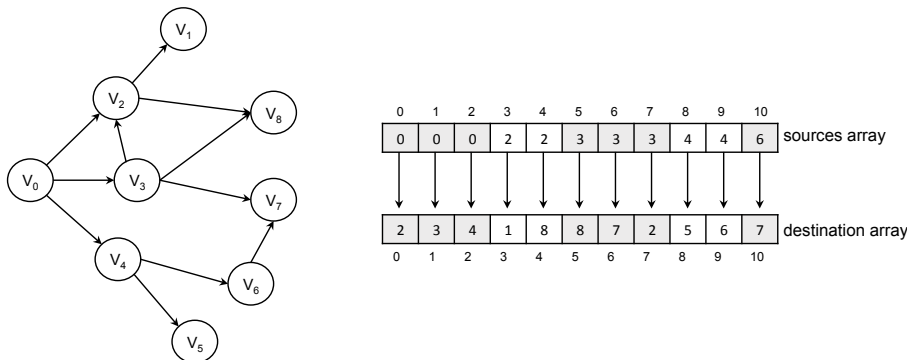 V1
V2
V8
V0
V3
V7
V4
V6
V5
0 1 2 3 4 5 6 7 8 9 10
0 0 0 2 2 3 3 3 4 4 6 sources array
2 3 4 1 8 8 7 2 5 6 7 destination array
0 1 2 3 4 5 6 7 8 9 10